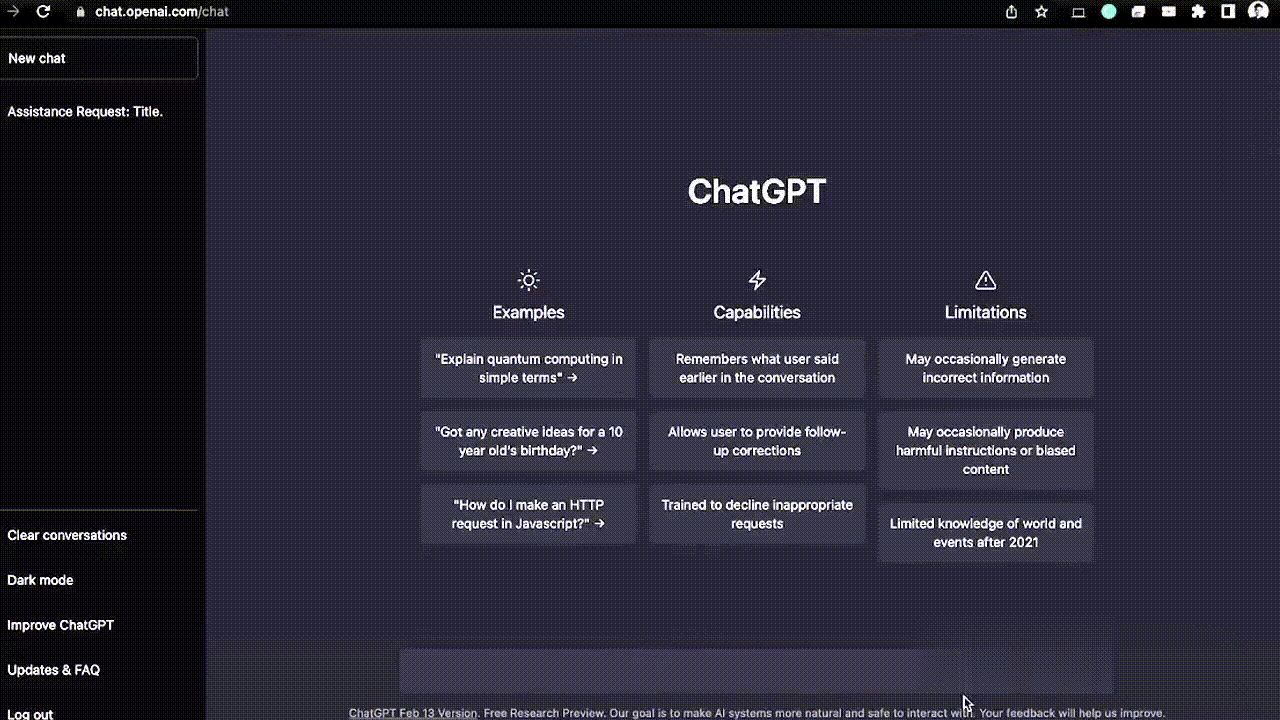 chat.openai.com/chat
New chat
Assistance Request: Title.
ChatGPT
Examples
Capabilities
Limitations
"Explain quantum computing in
simple terms" →
Remembers what user said
earlier in the conversation
May occasionally generate
incorrect information
"Got any creative ideas for a 10
year old's birthday?" →
Allows user to provide follow-
up corrections
May occasionally produce
harmful instructions or biased
content
"How do I make an HTTP
request in Javascript?" →
Trained to decline inappropriate
requests
Limited knowledge of world and
events after 2021
Clear conversations
Dark mode
Improve ChatGPT
Updates & FAQ
Log out
ChatGPT Feb 13 Version. Free Research Preview. Our goal is to make AI systems more natural and safe to interact with. Your feedback will help us improve.